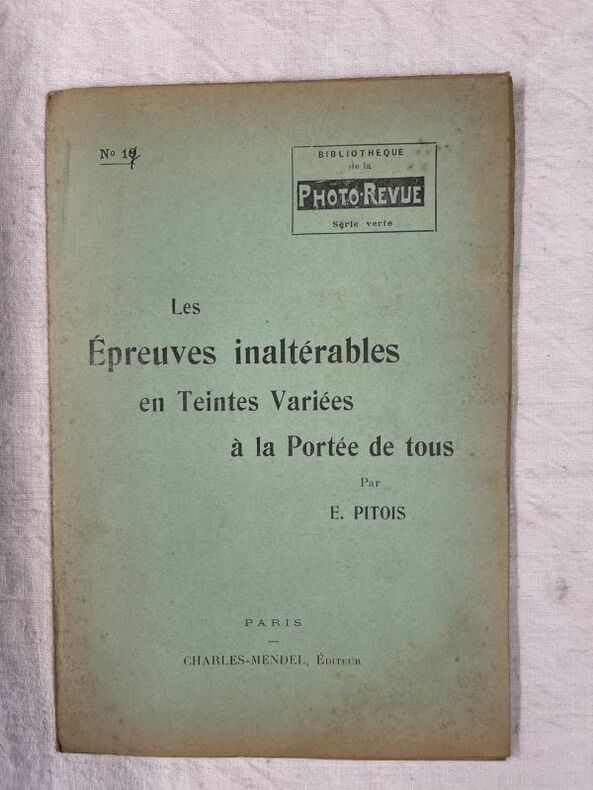 No 19
BIBLIOTHEQUE
de la
PHOTO-REVUE
Série verte
Les
Épreuves inaltérables
en Teintes Variées
à la Portée de tous
Par
E. PITOIS
PARIS
CHARLES-MENDEL, ÉDITEUR